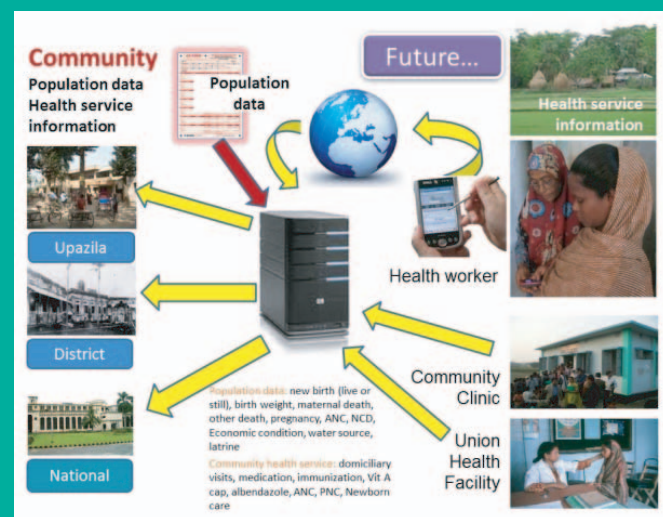 Community
Population data
Health service
information
Population
data
Future...
Health service
information
Upazila
District
National
Health worker
Community
Clinic
Union
Health
Facility
Population data: new birth (live or
still), birth weight, maternal death,
other death, pregnancy, ANC, NCD,
Economic condition, water source,
latrine
Community health service: domiciliary
visits, medication, immunization, Vit A
cap, albendazole, ANC, PNC, Newborn
care